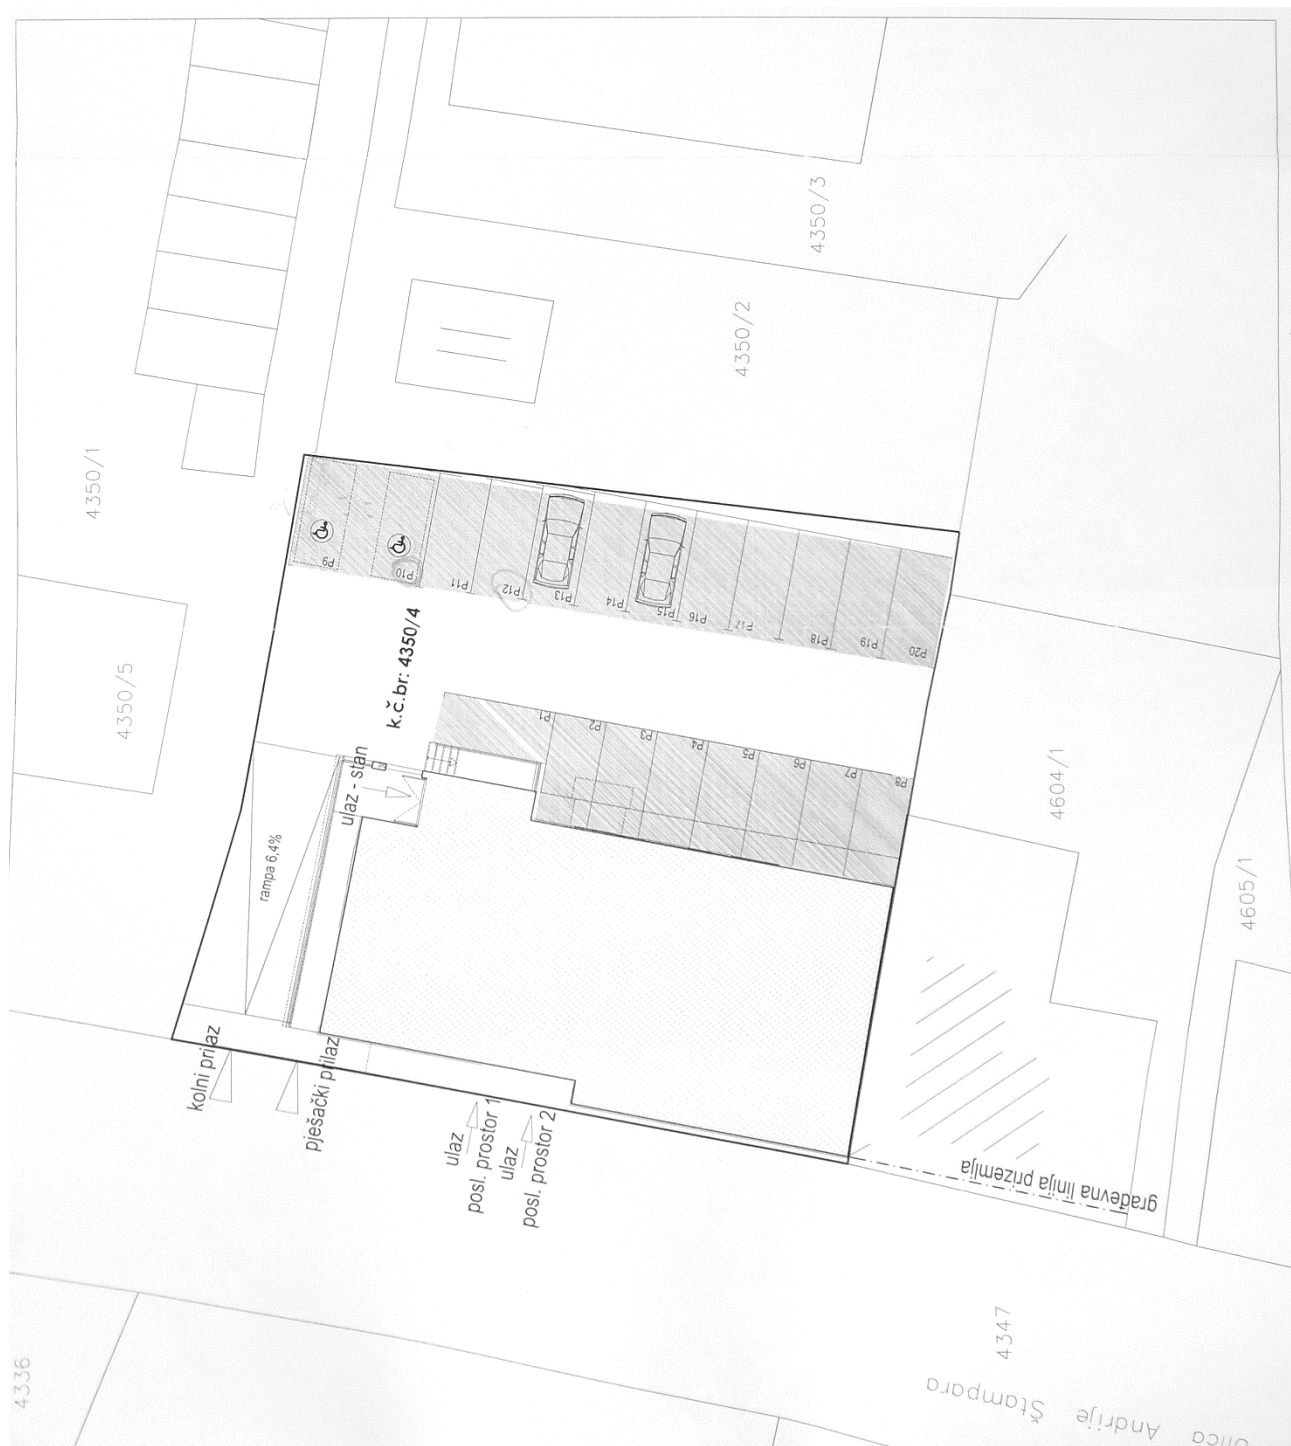 4350/3
4350/2
4350/1
P9
P10
P11
P12
P13
P14
P15
P16
P17
P18
P19
P20
k.č.br: 4350/4
4350/5
P1
P2
P3
P4
P5
P6
P7
P8
ulaz - stan
rampa 6,4%
4604/1
4605/1
kolni prilaz
pješački prilaz
ulaz
posl. prostor 1
ulaz
posl. prostor 2
građevna linija prizemlja
4347
4336
Ulica Andrije Štampara